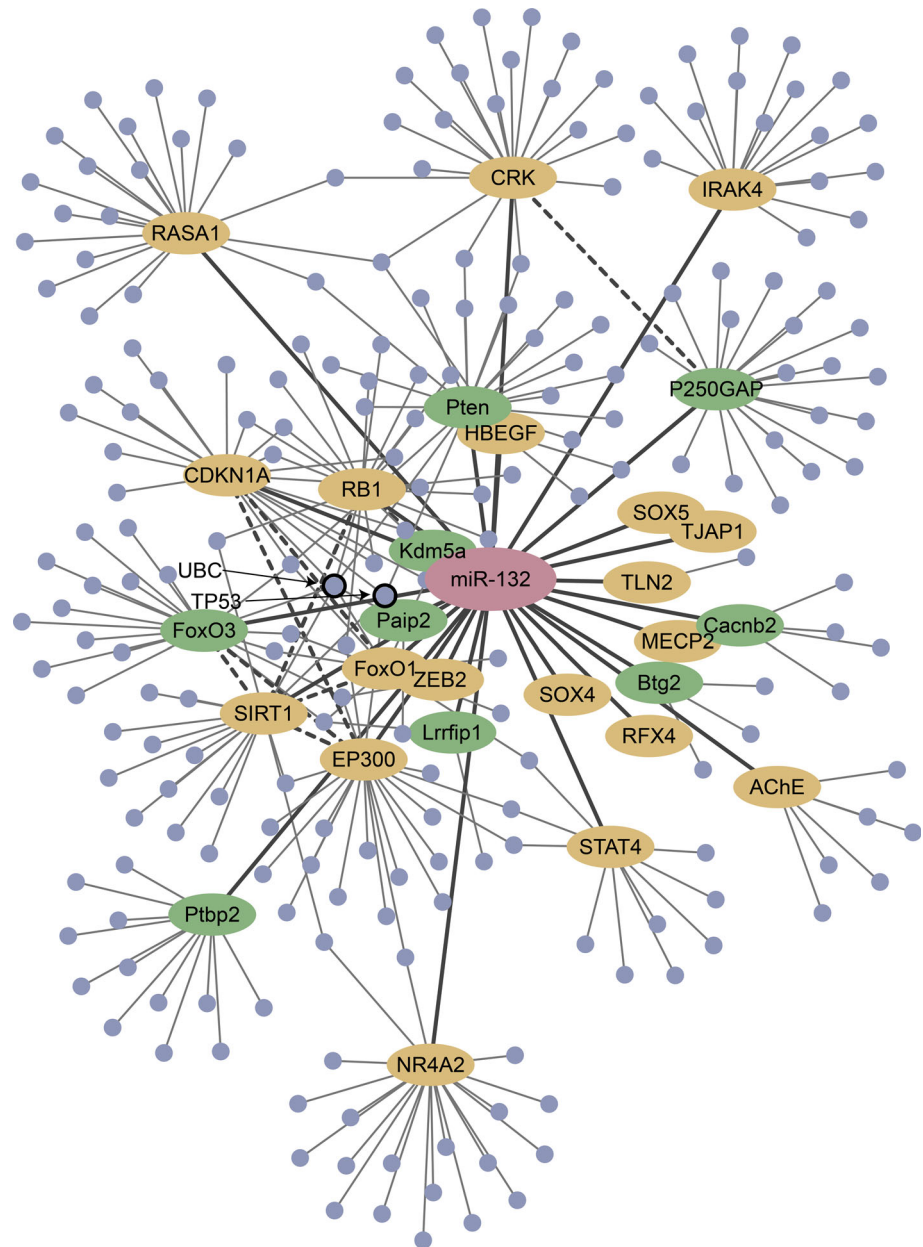 CRK
IRAK4
RASA1
P250GAP
Pten
HBEGF
CDKN1A
RB1
SOX5
TJAP1
Kdm5a
miR-132
UBC
TLN2
TP53
Paip2
FoxO3
Cacnb2
MECP2
FoxO1
ZEB2
Btg2
SOX4
SIRT1
Lrrfip1
RFX4
EP300
AChE
STAT4
Ptbp2
NR4A2